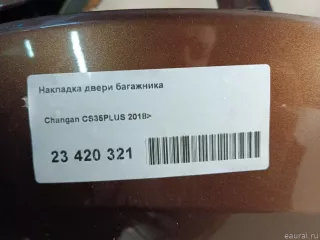 Накладка двери багажника
Changan CS35PLUS 2018>
23 420 321
eaural.ru